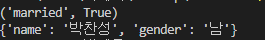 ('married', True)
{'name': '박찬성', 'gender': '남'}